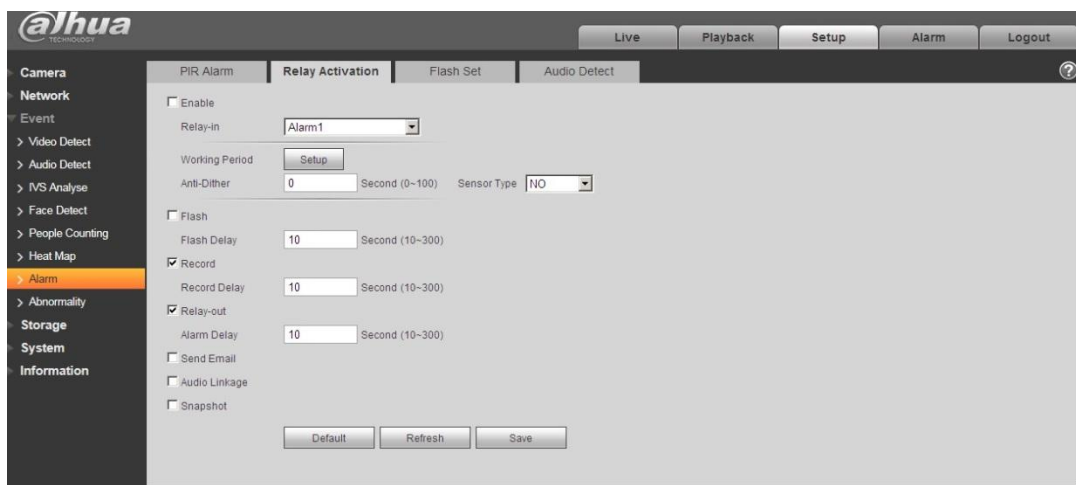 alhua
TECHNOLOGY
Live
Playback
Setup
Alarm
Logout
Camera
Network
Event
> Video Detect
> Audio Detect
> IVS Analyse
> Face Detect
> People Counting
> Heat Map
> Alarm
> Abnormality
Storage
System
Information
PIR Alarm
Relay Activation
Flash Set
Audio Detect
?
Enable
Relay-in Alarm1
Working Period Setup
Anti-Dither 0 Second (0~100) Sensor Type NO
Flash
Flash Delay 10 Second (10~300)
Record
Record Delay 10 Second (10~300)
Relay-out
Alarm Delay 10 Second (10~300)
Send Email
Audio Linkage
Snapshot
Default Refresh Save